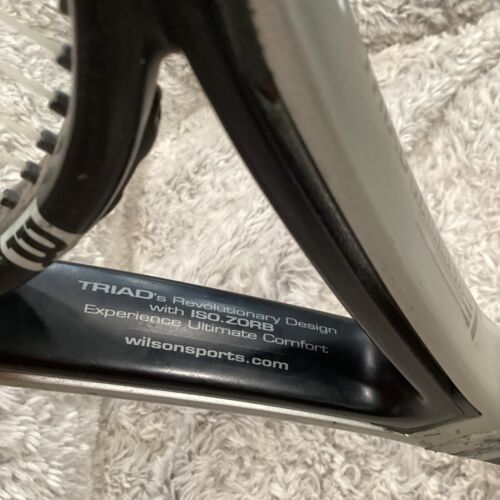 TRIAD's Revolutionary Design
with ISO.ZORB
Experience Ultimate Comfort
wilsonsports.com